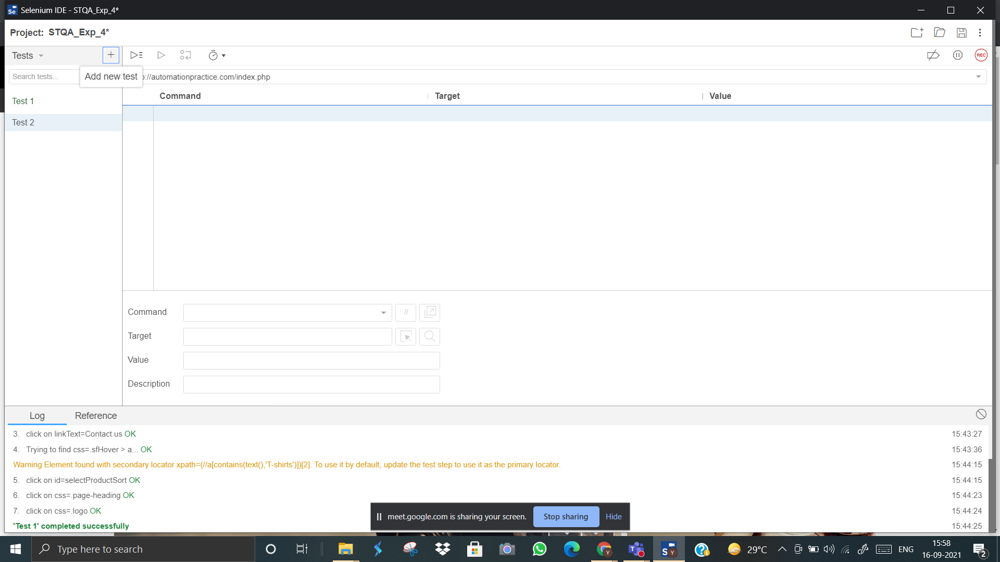 Selenium IDE - STQA_Exp_4*
Project: STQA_Exp_4*
Tests
REC
Search tests...
Add new test
://automationpractice.com/index.php
Command Target Value
Test 1
Test 2
Command
//
Target
Value
Description
Log Reference
3. click on linkText=Contact us OK 15:43:27
4. Trying to find css=.sfHover > a... OK 15:43:36
Warning Element found with secondary locator xpath=(//a[contains(text(),'T-shirts')])[2]. To use it by default, update the test step to use it as the primary locator. 15:44:15
5. click on id=selectProductSort OK 15:44:15
6. click on css=.page-heading OK 15:44:23
7. click on css=.logo OK 15:44:24
'Test 1' completed successfully 15:44:25
meet.google.com is sharing your screen. Stop sharing Hide
Type here to search
29°C
ENG
15:58
16-09-2021
2